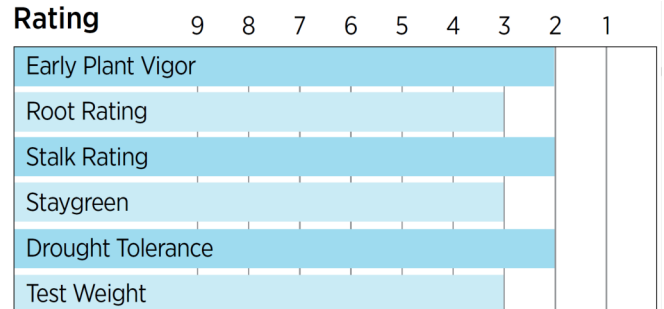 Rating 9 8 7 6 5 4 3 2 1
Early Plant Vigor
Root Rating
Stalk Rating
Staygreen
Drought Tolerance
Test Weight